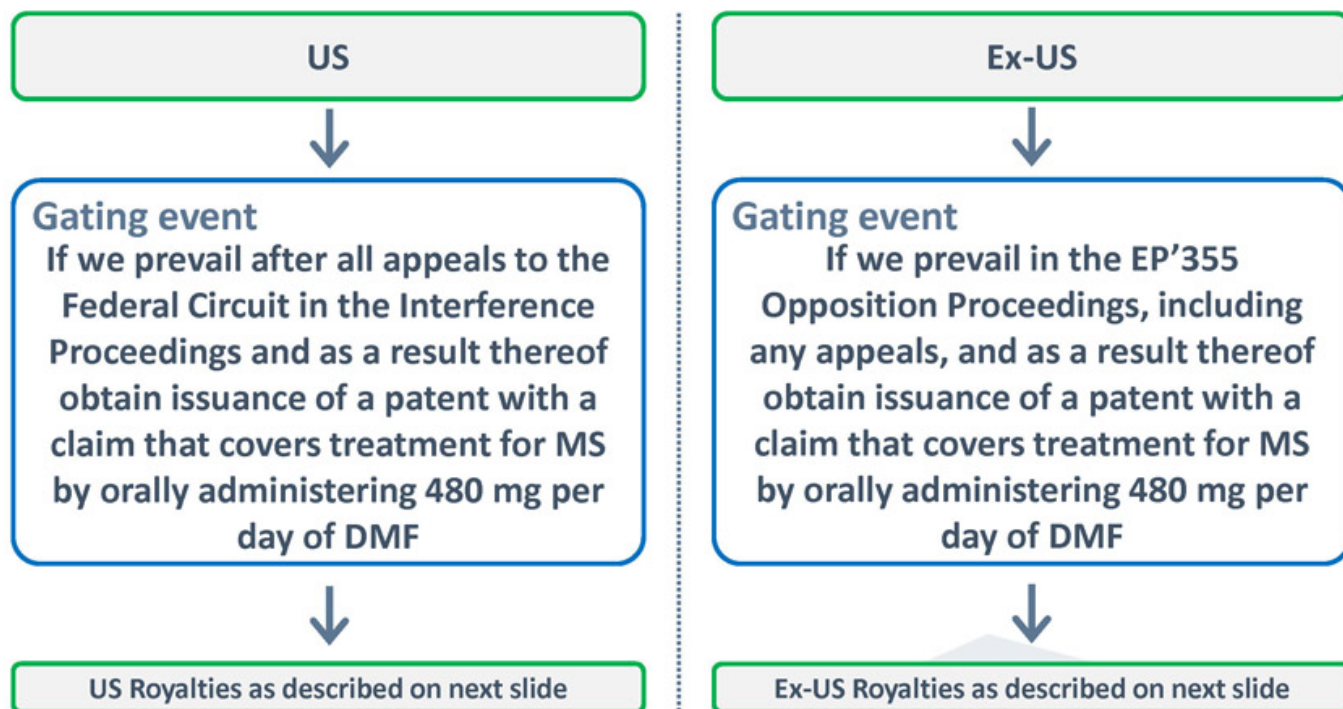 US
Gating event
If we prevail after all appeals to the
Federal Circuit in the Interference
Proceedings and as a result thereof
obtain issuance of a patent with a
claim that covers treatment for MS
by orally administering 480 mg per
day of DMF
US Royalties as described on next slide
Ex-US
Gating event
If we prevail in the EP’355
Opposition Proceedings, including
any appeals, and as a result thereof
obtain issuance of a patent with a
claim that covers treatment for MS
by orally administering 480 mg per
day of DMF
Ex-US Royalties as described on next slide